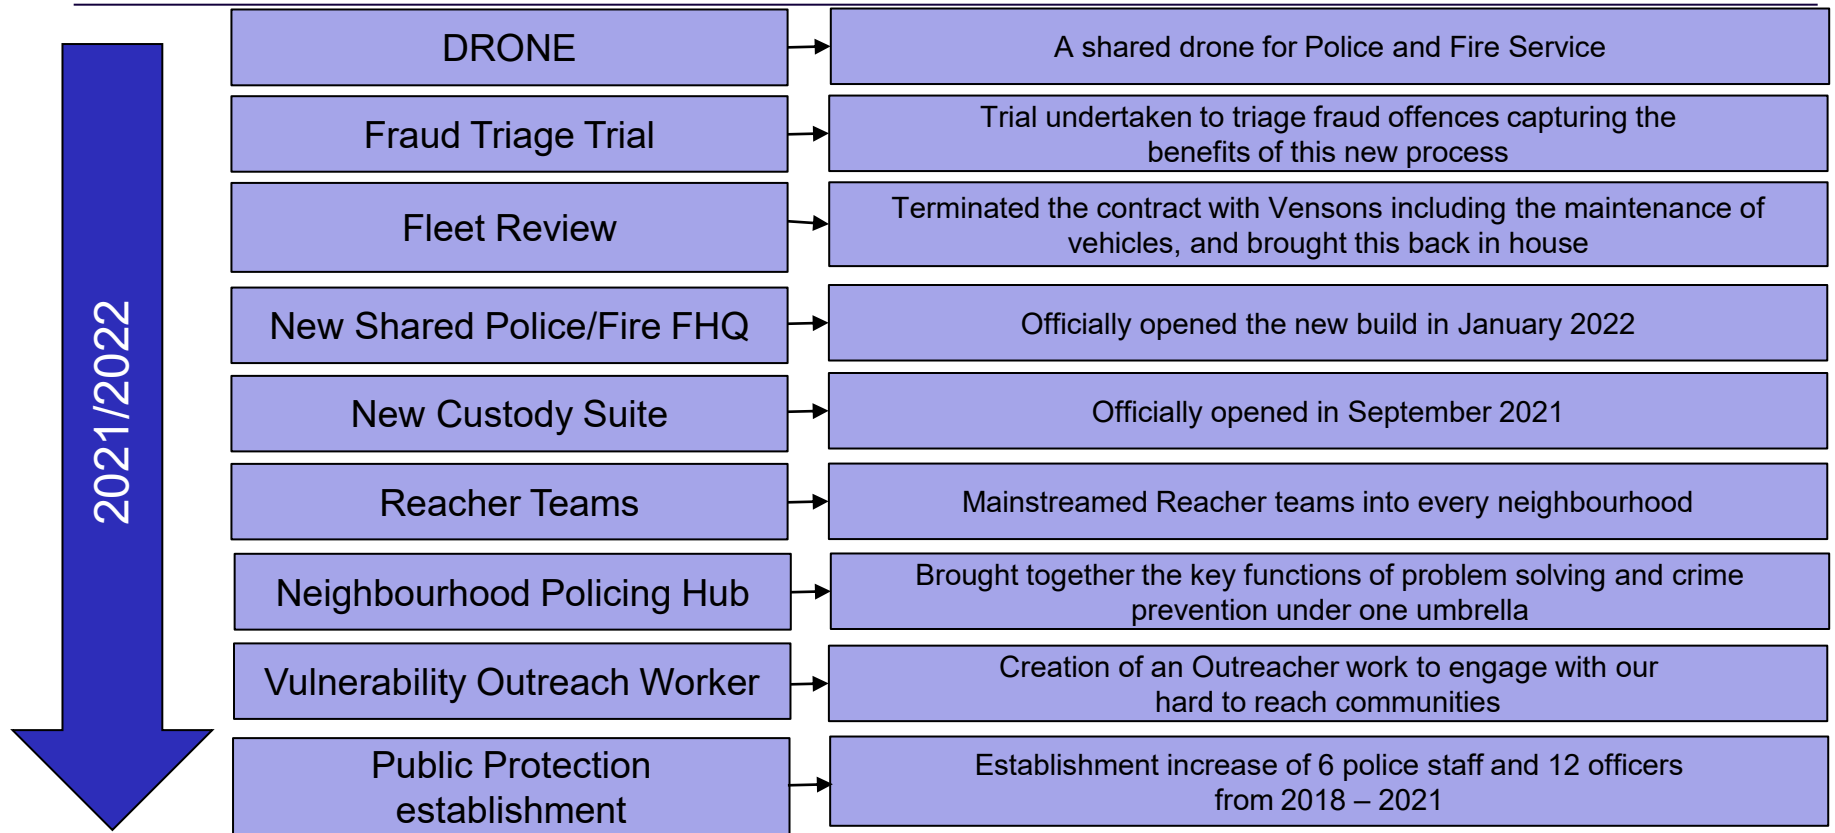 2021/2022
DRONE
A shared drone for Police and Fire Service
Fraud Triage Trial
Trial undertaken to triage fraud offences capturing the
benefits of this new process
Fleet Review
Terminated the contract with Vensons including the maintenance of
vehicles, and brought this back in house
New Shared Police/Fire FHQ
Officially opened the new build in January 2022
New Custody Suite
Officially opened in September 2021
Reacher Teams
Mainstreamed Reacher teams into every neighbourhood
Neighbourhood Policing Hub
Brought together the key functions of problem solving and crime
prevention under one umbrella
Vulnerability Outreach Worker
Creation of an Outreacher work to engage with our
hard to reach communities
Public Protection
establishment
Establishment increase of 6 police staff and 12 officers
from 2018 – 2021